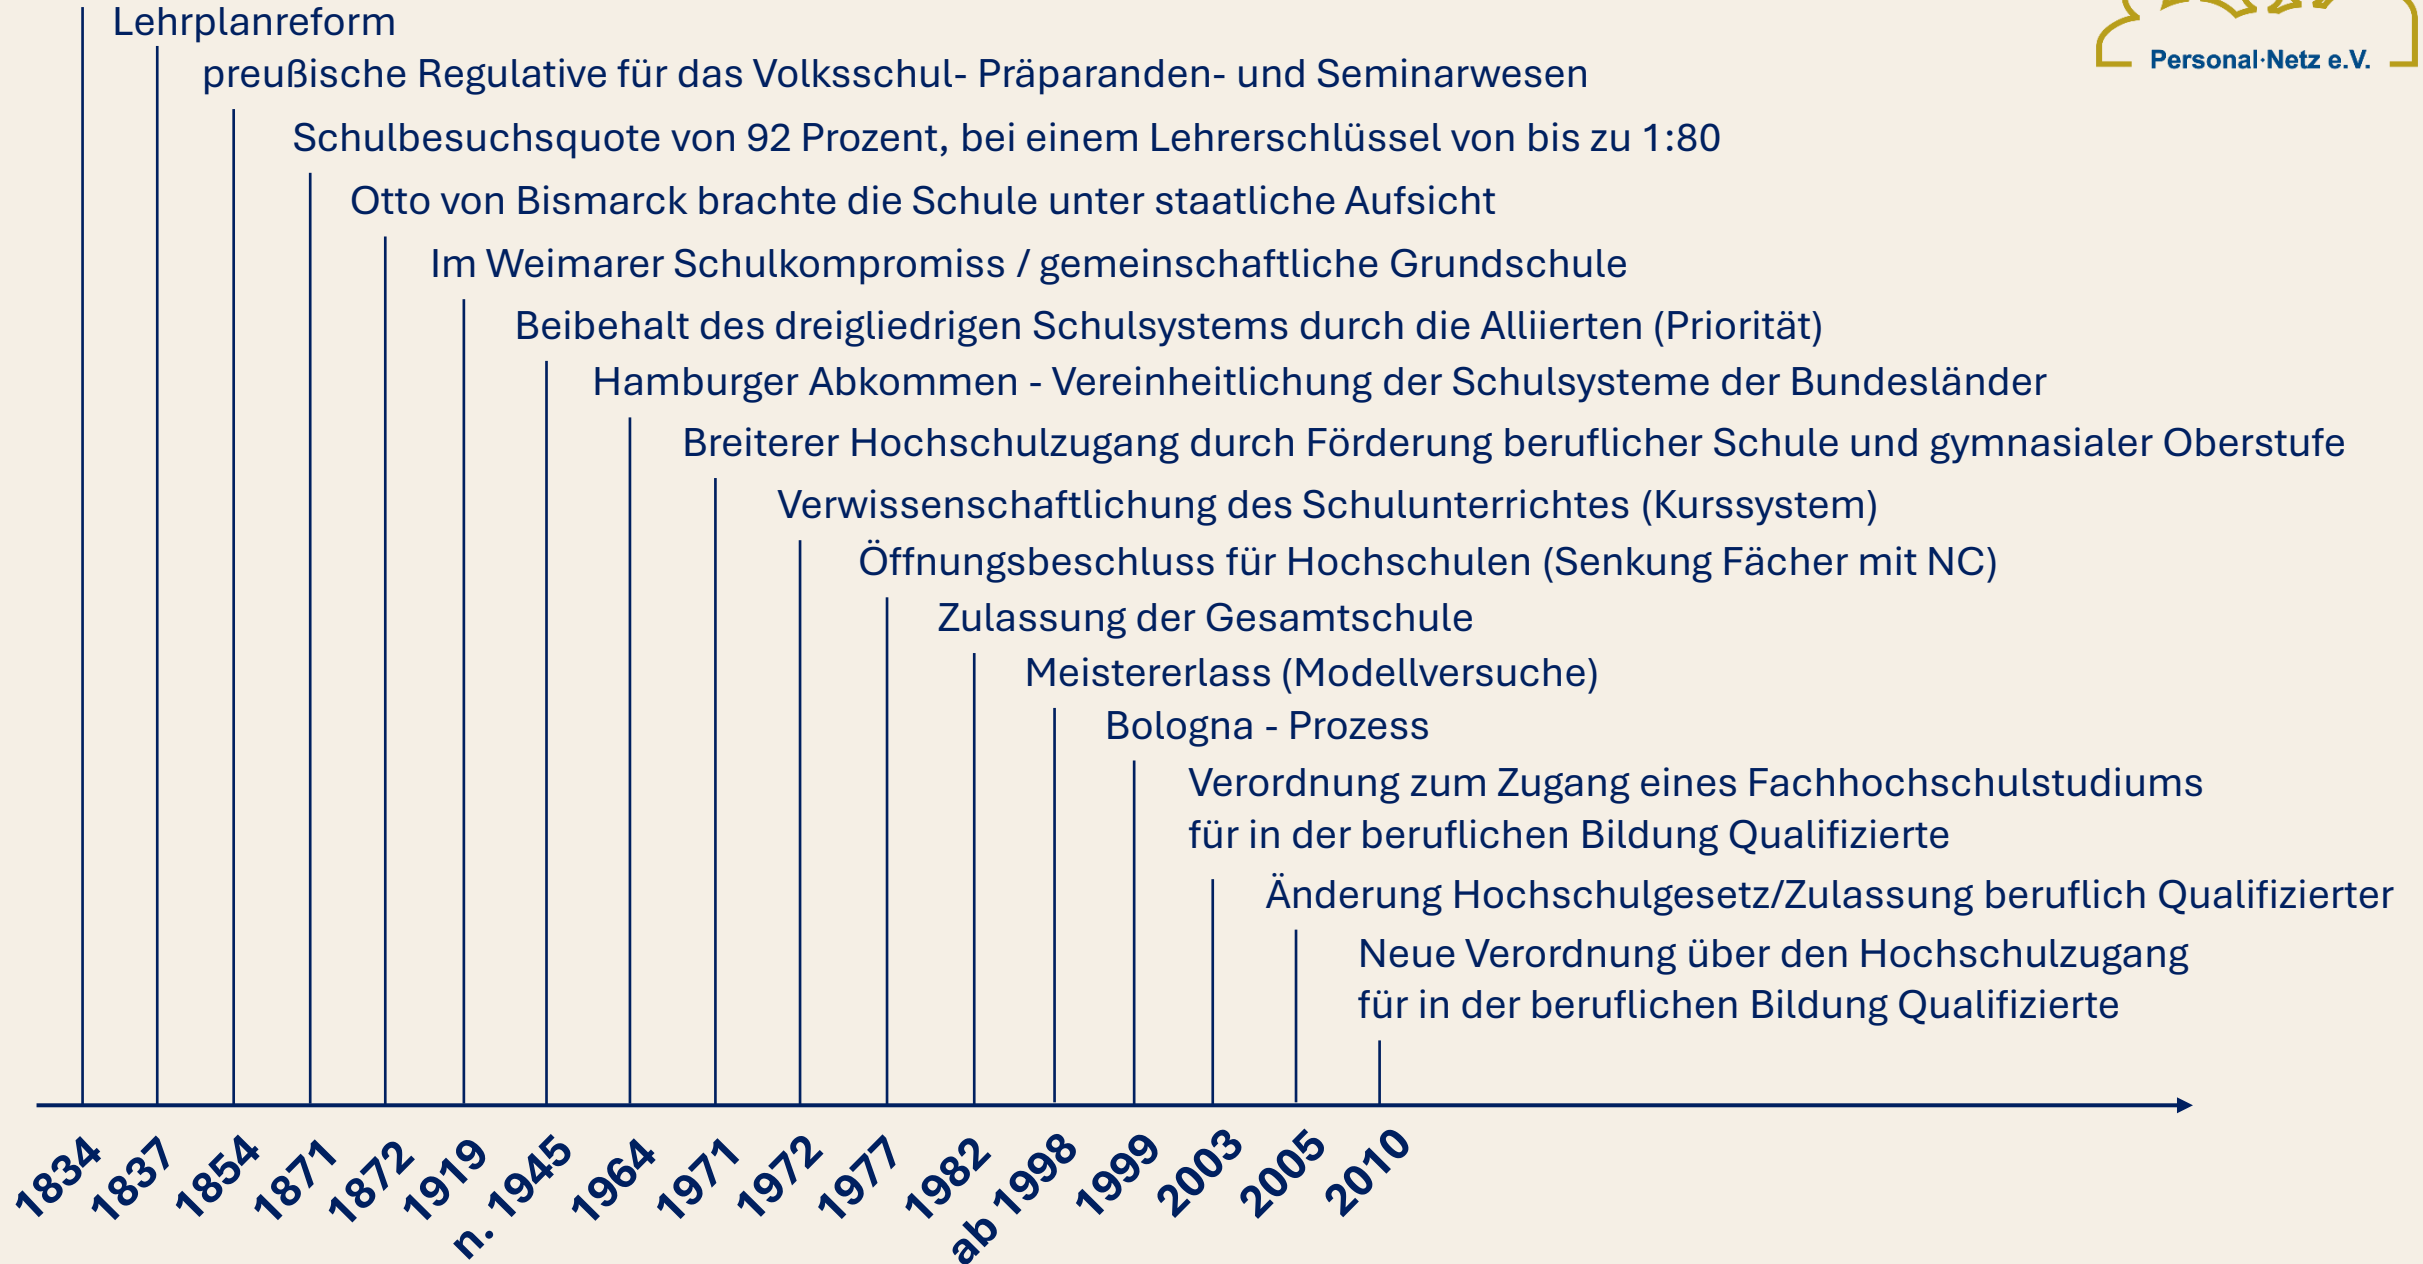 Lehrplanreform
Personal·Netz e.V.
preußische Regulative für das Volksschul- Präparanden- und Seminarwesen
Schulbesuchsquote von 92 Prozent, bei einem Lehrerschlüssel von bis zu 1:80
Otto von Bismarck brachte die Schule unter staatliche Aufsicht
Im Weimarer Schulkompromiss / gemeinschaftliche Grundschule
Beibehalt des dreigliedrigen Schulsystems durch die Alliierten (Priorität)
Hamburger Abkommen - Vereinheitlichung der Schulsysteme der Bundesländer
Breiterer Hochschulzugang durch Förderung beruflicher Schule und gymnasialer Oberstufe
Verwissenschaftlichung des Schulunterrichtes (Kurssystem)
Öffnungsbeschluss für Hochschulen (Senkung Fächer mit NC)
Zulassung der Gesamtschule
Meistererlass (Modellversuche)
Bologna - Prozess
Verordnung zum Zugang eines Fachhochschulstudiums
für in der beruflichen Bildung Qualifizierte
Änderung Hochschulgesetz/Zulassung beruflich Qualifizierter
Neue Verordnung über den Hochschulzugang
für in der beruflichen Bildung Qualifizierte
1834
1837
1854
1871
1872
1919
n. 1945
1964
1971
1972
1977
1982
ab 1998
1999
2003
2005
2010